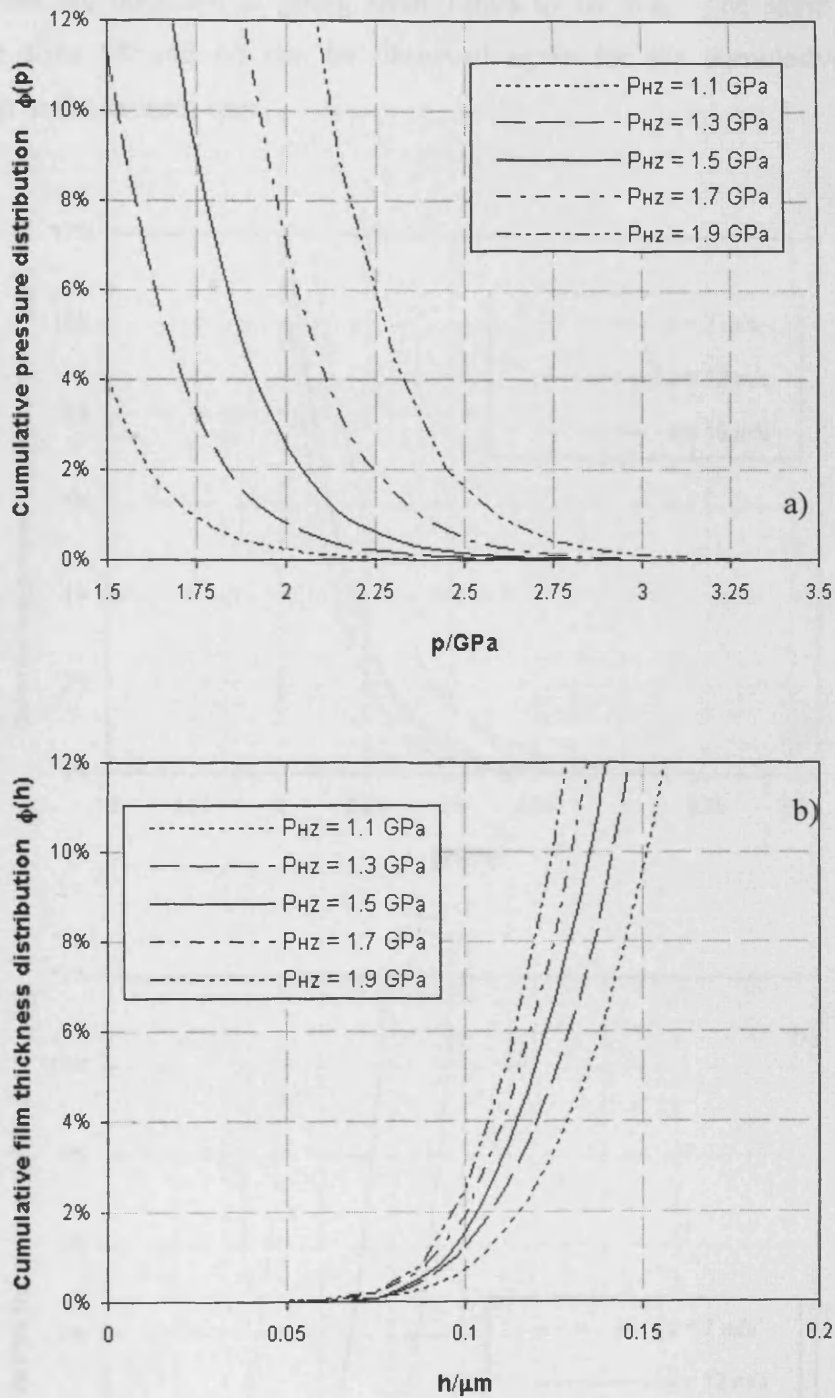 12%
10%
8%
6%
4%
2%
0%
Cumulative pressure distribution ϕ(p)
PHZ = 1.1 GPa
PHZ = 1.3 GPa
PHZ = 1.5 GPa
PHZ = 1.7 GPa
PHZ = 1.9 GPa
a)
1.5 1.75 2 2.25 2.5 2.75 3 3.25 3.5
p/GPa
12%
10%
8%
6%
4%
2%
0%
Cumulative film thickness distribution ϕ(h)
b)
PHZ = 1.1 GPa
PHZ = 1.3 GPa
PHZ = 1.5 GPa
PHZ = 1.7 GPa
PHZ = 1.9 GPa
0 0.05 0.1 0.15 0.2
h/μm